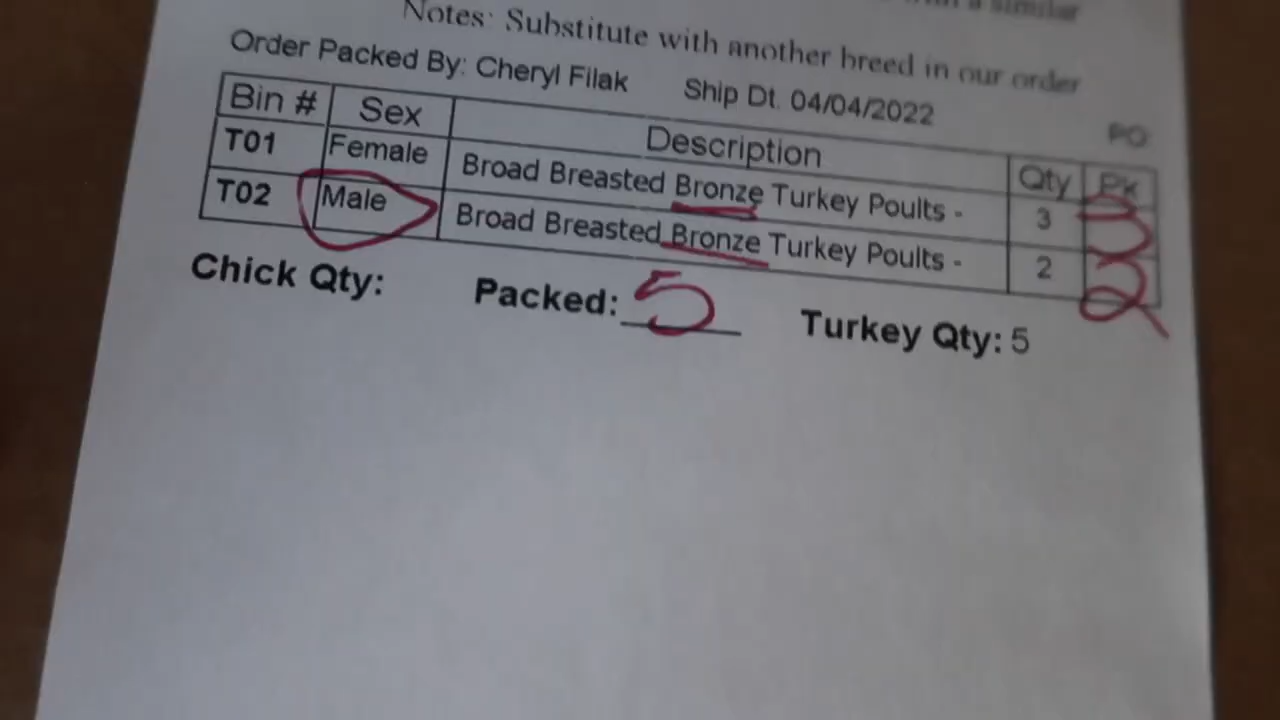 a similar
Notes: Substitute with another breed in our order
Order Packed By: Cheryl Filak Ship Dt. 04/04/2022 PO
Bin # Sex Description Qty Pk
T01 Female Broad Breasted Bronze Turkey Poults - 3 3
T02 Male Broad Breasted Bronze Turkey Poults - 2 2
Chick Qty: Packed: 5 Turkey Qty: 5